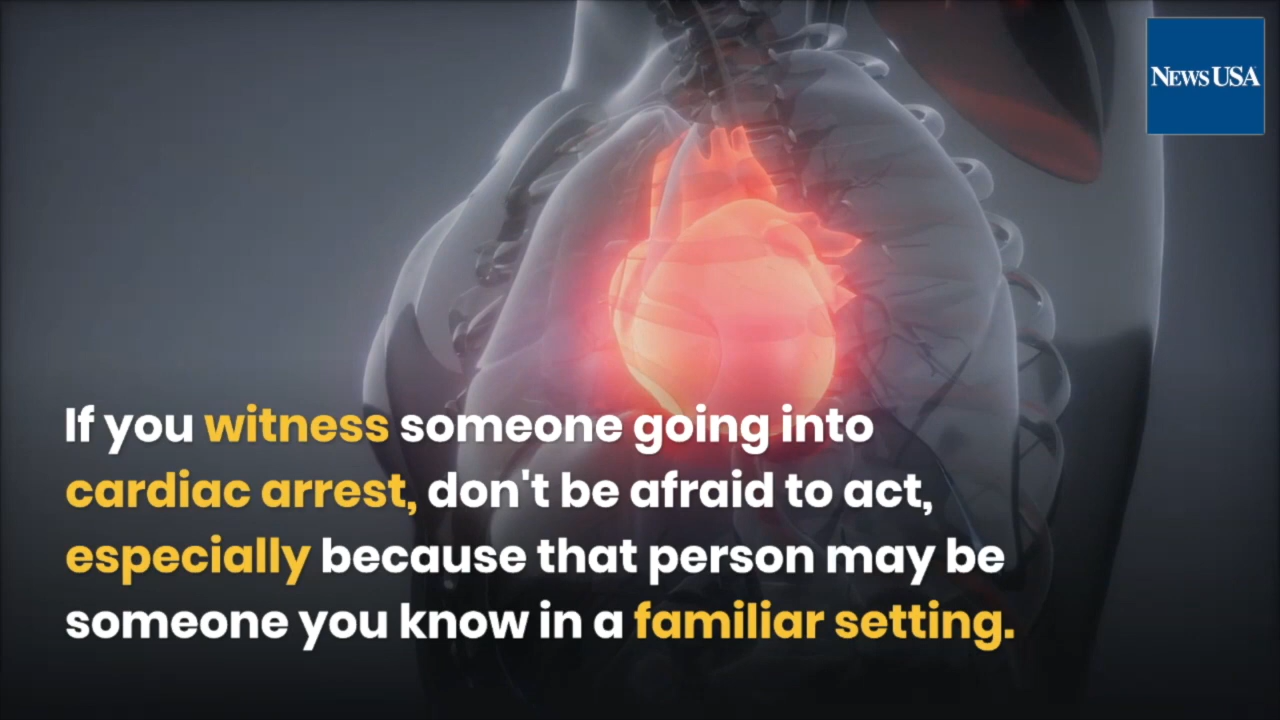 NEWS USA
If you witness someone going into
cardiac arrest, don't be afraid to act,
especially because that person may be
someone you know in a familiar setting.